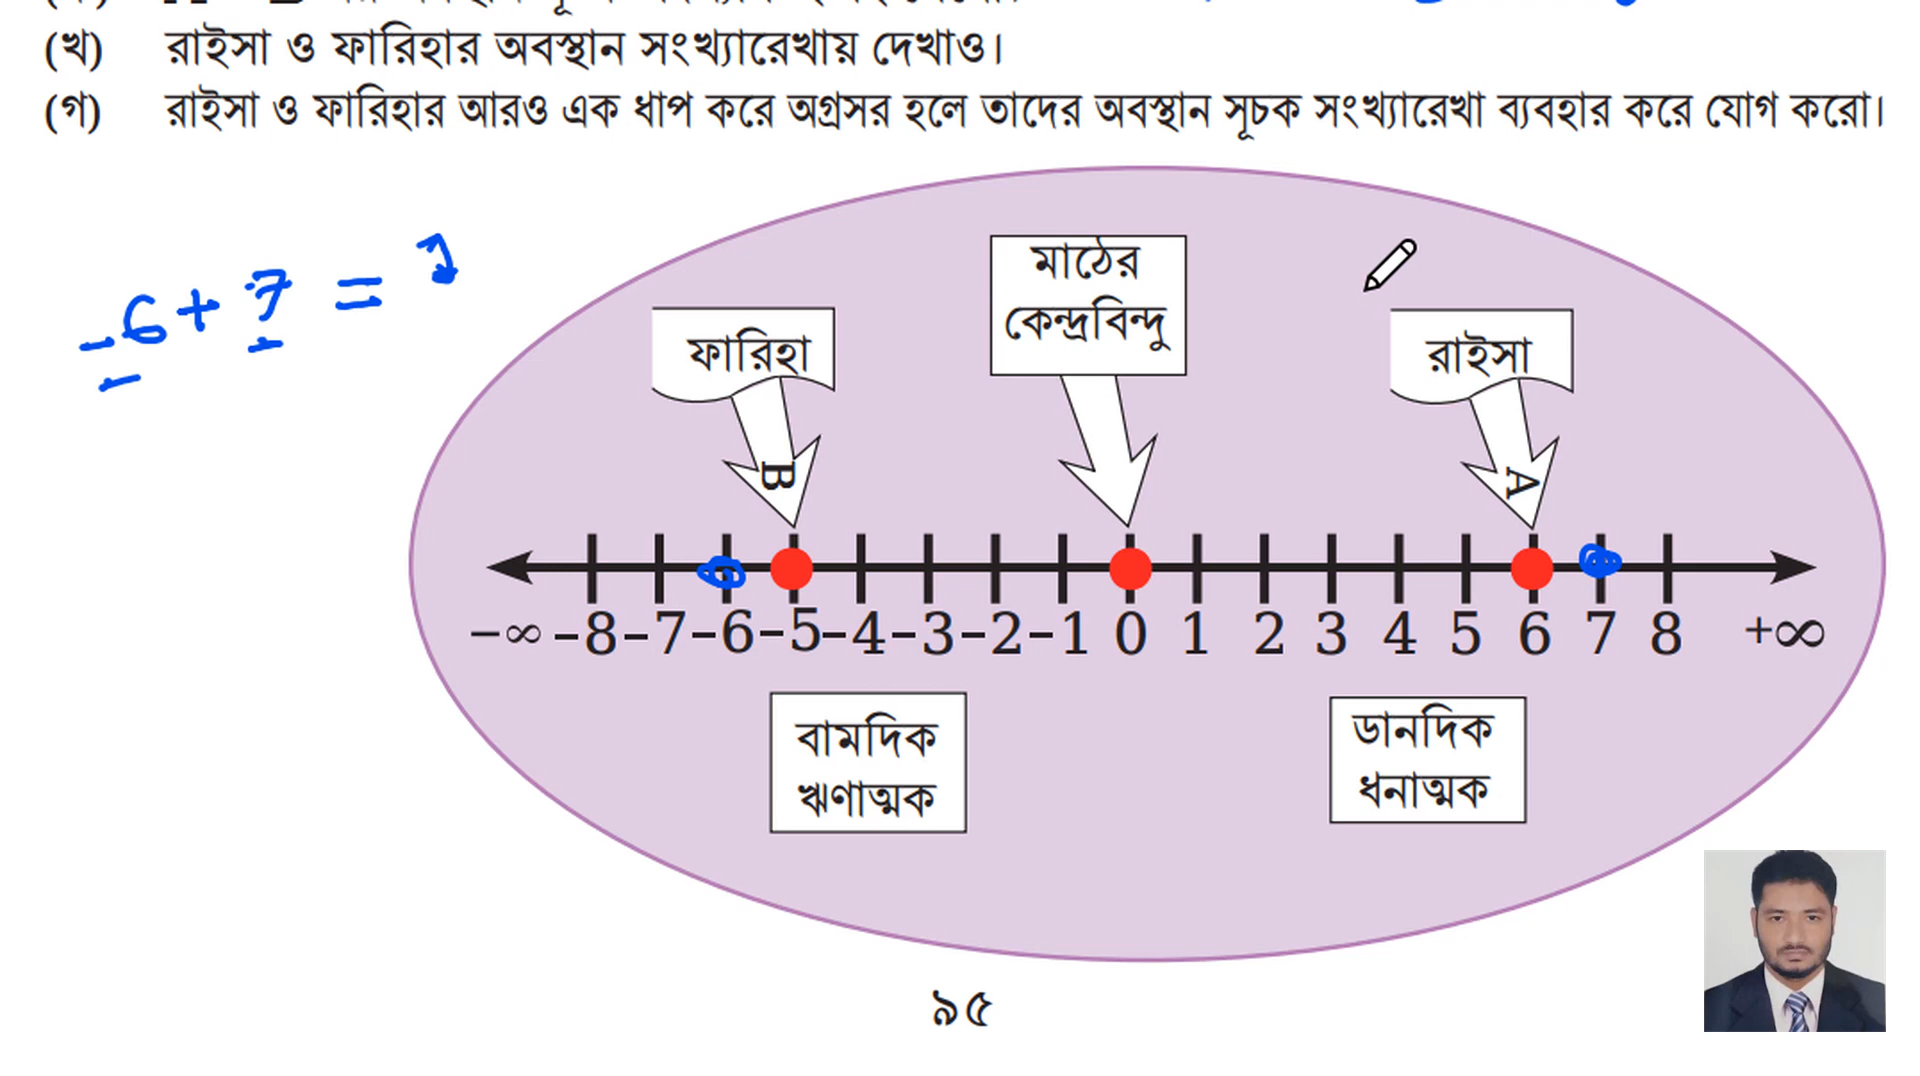 (খ) রাইসা ও ফারিহার অবস্থান সংখ্যারেখায় দেখাও।
(গ) রাইসা ও ফারিহার আরও এক ধাপ করে অগ্রসর হলে তাদের অবস্থান সূচক সংখ্যারেখা ব্যবহার করে যোগ করো।
-6 + 7 = 1
মাঠের
কেন্দ্রবিন্দু
ফারিহা
রাইসা
B
A
−∞ -8 -7 -6 -5 -4 -3 -2 -1 0 1 2 3 4 5 6 7 8 +∞
বামদিক
ঋণাত্মক
ডানদিক
ধনাত্মক
৯৫